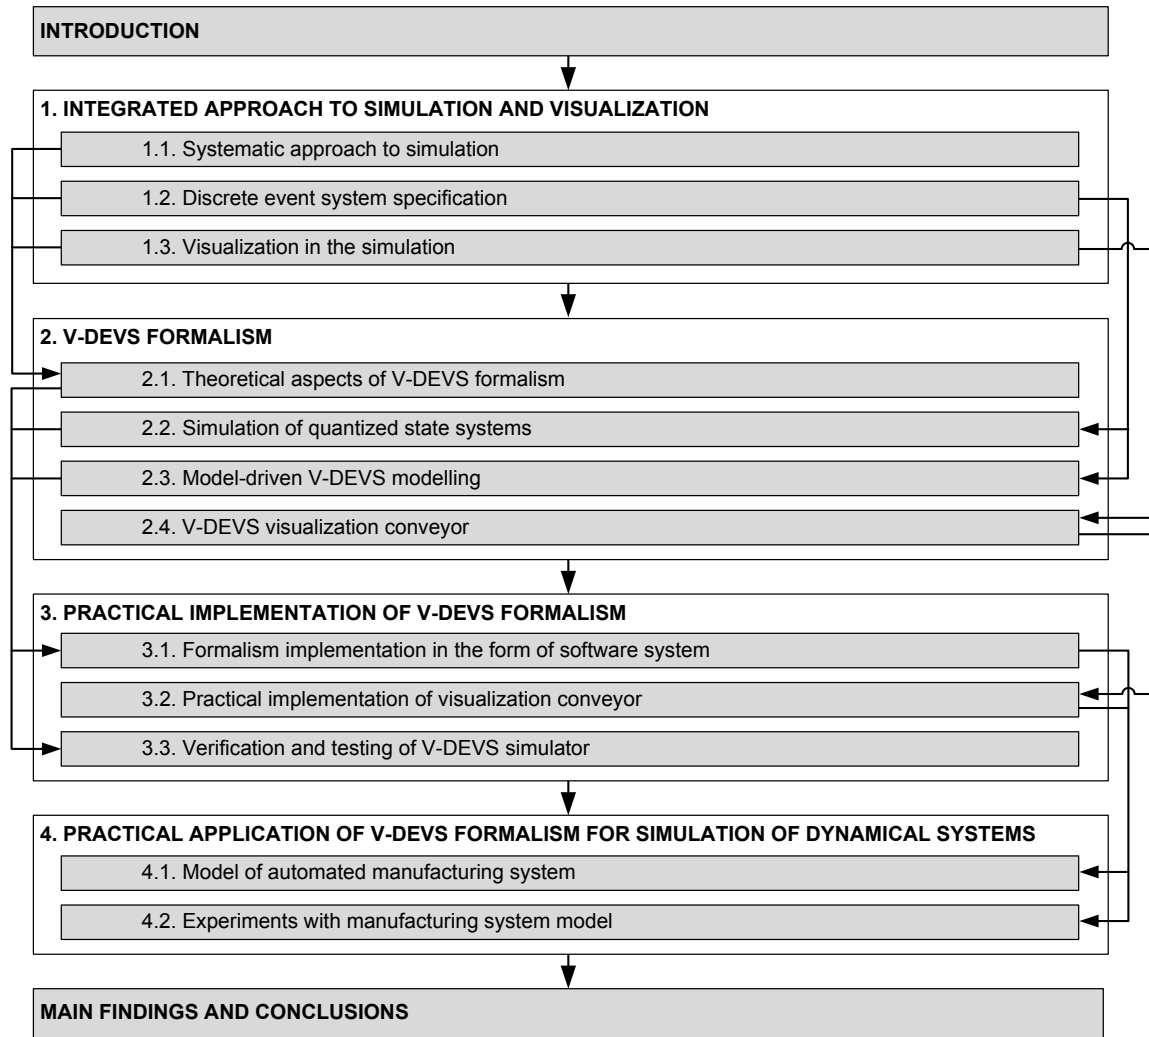 INTRODUCTION
1. INTEGRATED APPROACH TO SIMULATION AND VISUALIZATION
1.1. Systematic approach to simulation
1.2. Discrete event system specification
1.3. Visualization in the simulation
2. V-DEVS FORMALISM
2.1. Theoretical aspects of V-DEVS formalism
2.2. Simulation of quantized state systems
2.3. Model-driven V-DEVS modelling
2.4. V-DEVS visualization conveyor
3. PRACTICAL IMPLEMENTATION OF V-DEVS FORMALISM
3.1. Formalism implementation in the form of software system
3.2. Practical implementation of visualization conveyor
3.3. Verification and testing of V-DEVS simulator
4. PRACTICAL APPLICATION OF V-DEVS FORMALISM FOR SIMULATION OF DYNAMICAL SYSTEMS
4.1. Model of automated manufacturing system
4.2. Experiments with manufacturing system model
MAIN FINDINGS AND CONCLUSIONS